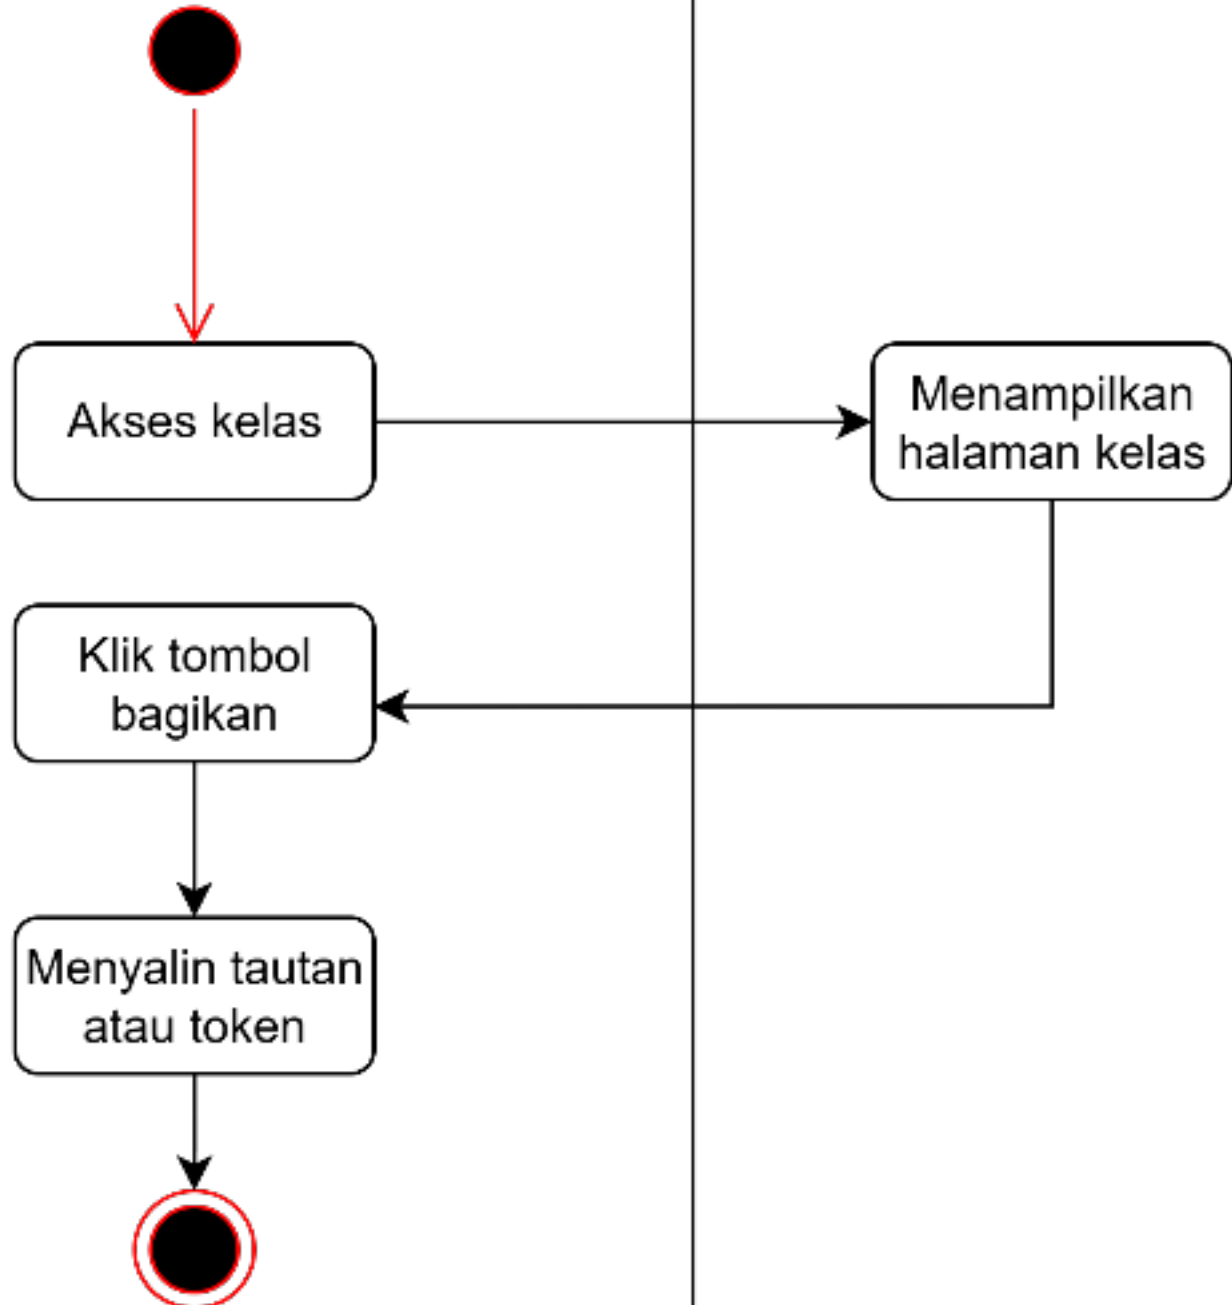 Akses kelas
Menampilkan
halaman kelas
Klik tombol
bagikan
Menyalin tautan
atau token